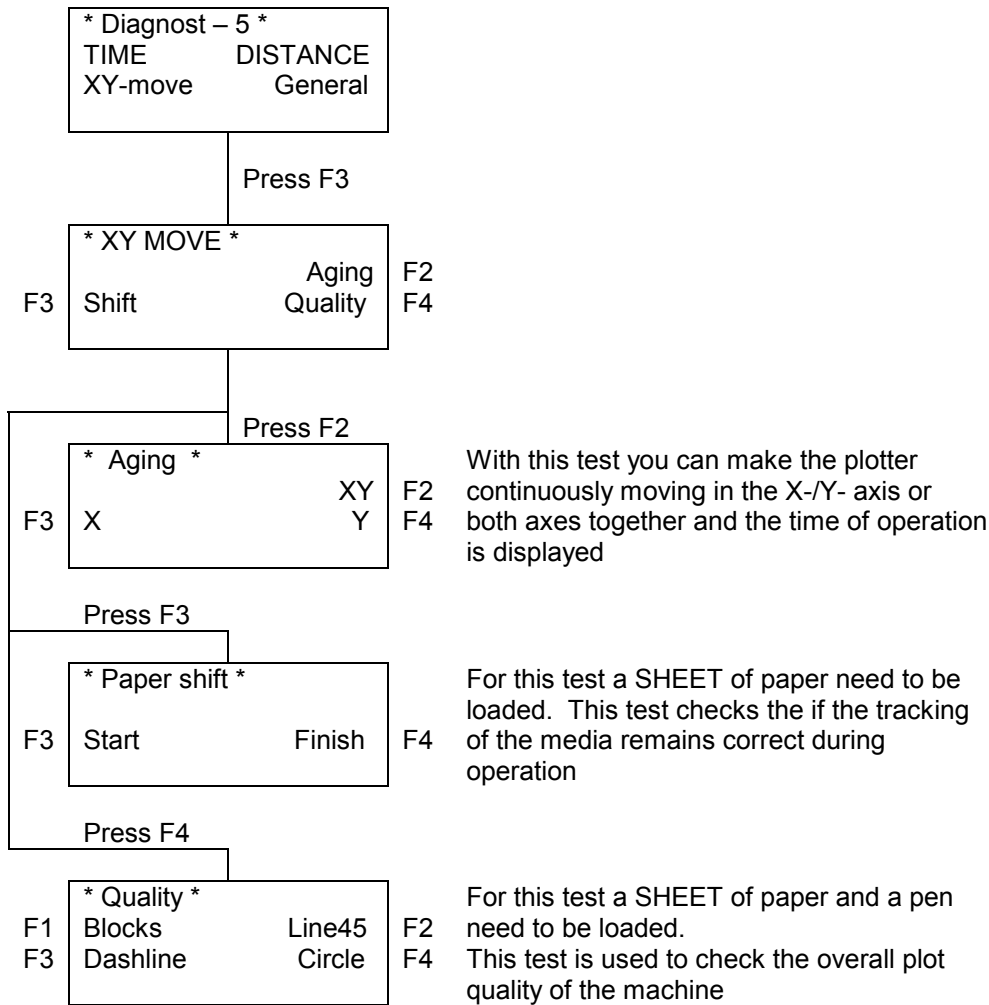 * Diagnost – 5 *
TIME DISTANCE
XY-move General
Press F3
* XY MOVE *
Aging F2
F3 Shift Quality F4
Press F2
* Aging *
XY F2
F3 X Y F4
With this test you can make the plotter
continuously moving in the X-/Y- axis or
both axes together and the time of operation
is displayed
Press F3
* Paper shift *
F3 Start Finish F4
For this test a SHEET of paper need to be
loaded. This test checks the if the tracking
of the media remains correct during
operation
Press F4
* Quality *
F1 Blocks Line45 F2
F3 Dashline Circle F4
For this test a SHEET of paper and a pen
need to be loaded.
This test is used to check the overall plot
quality of the machine